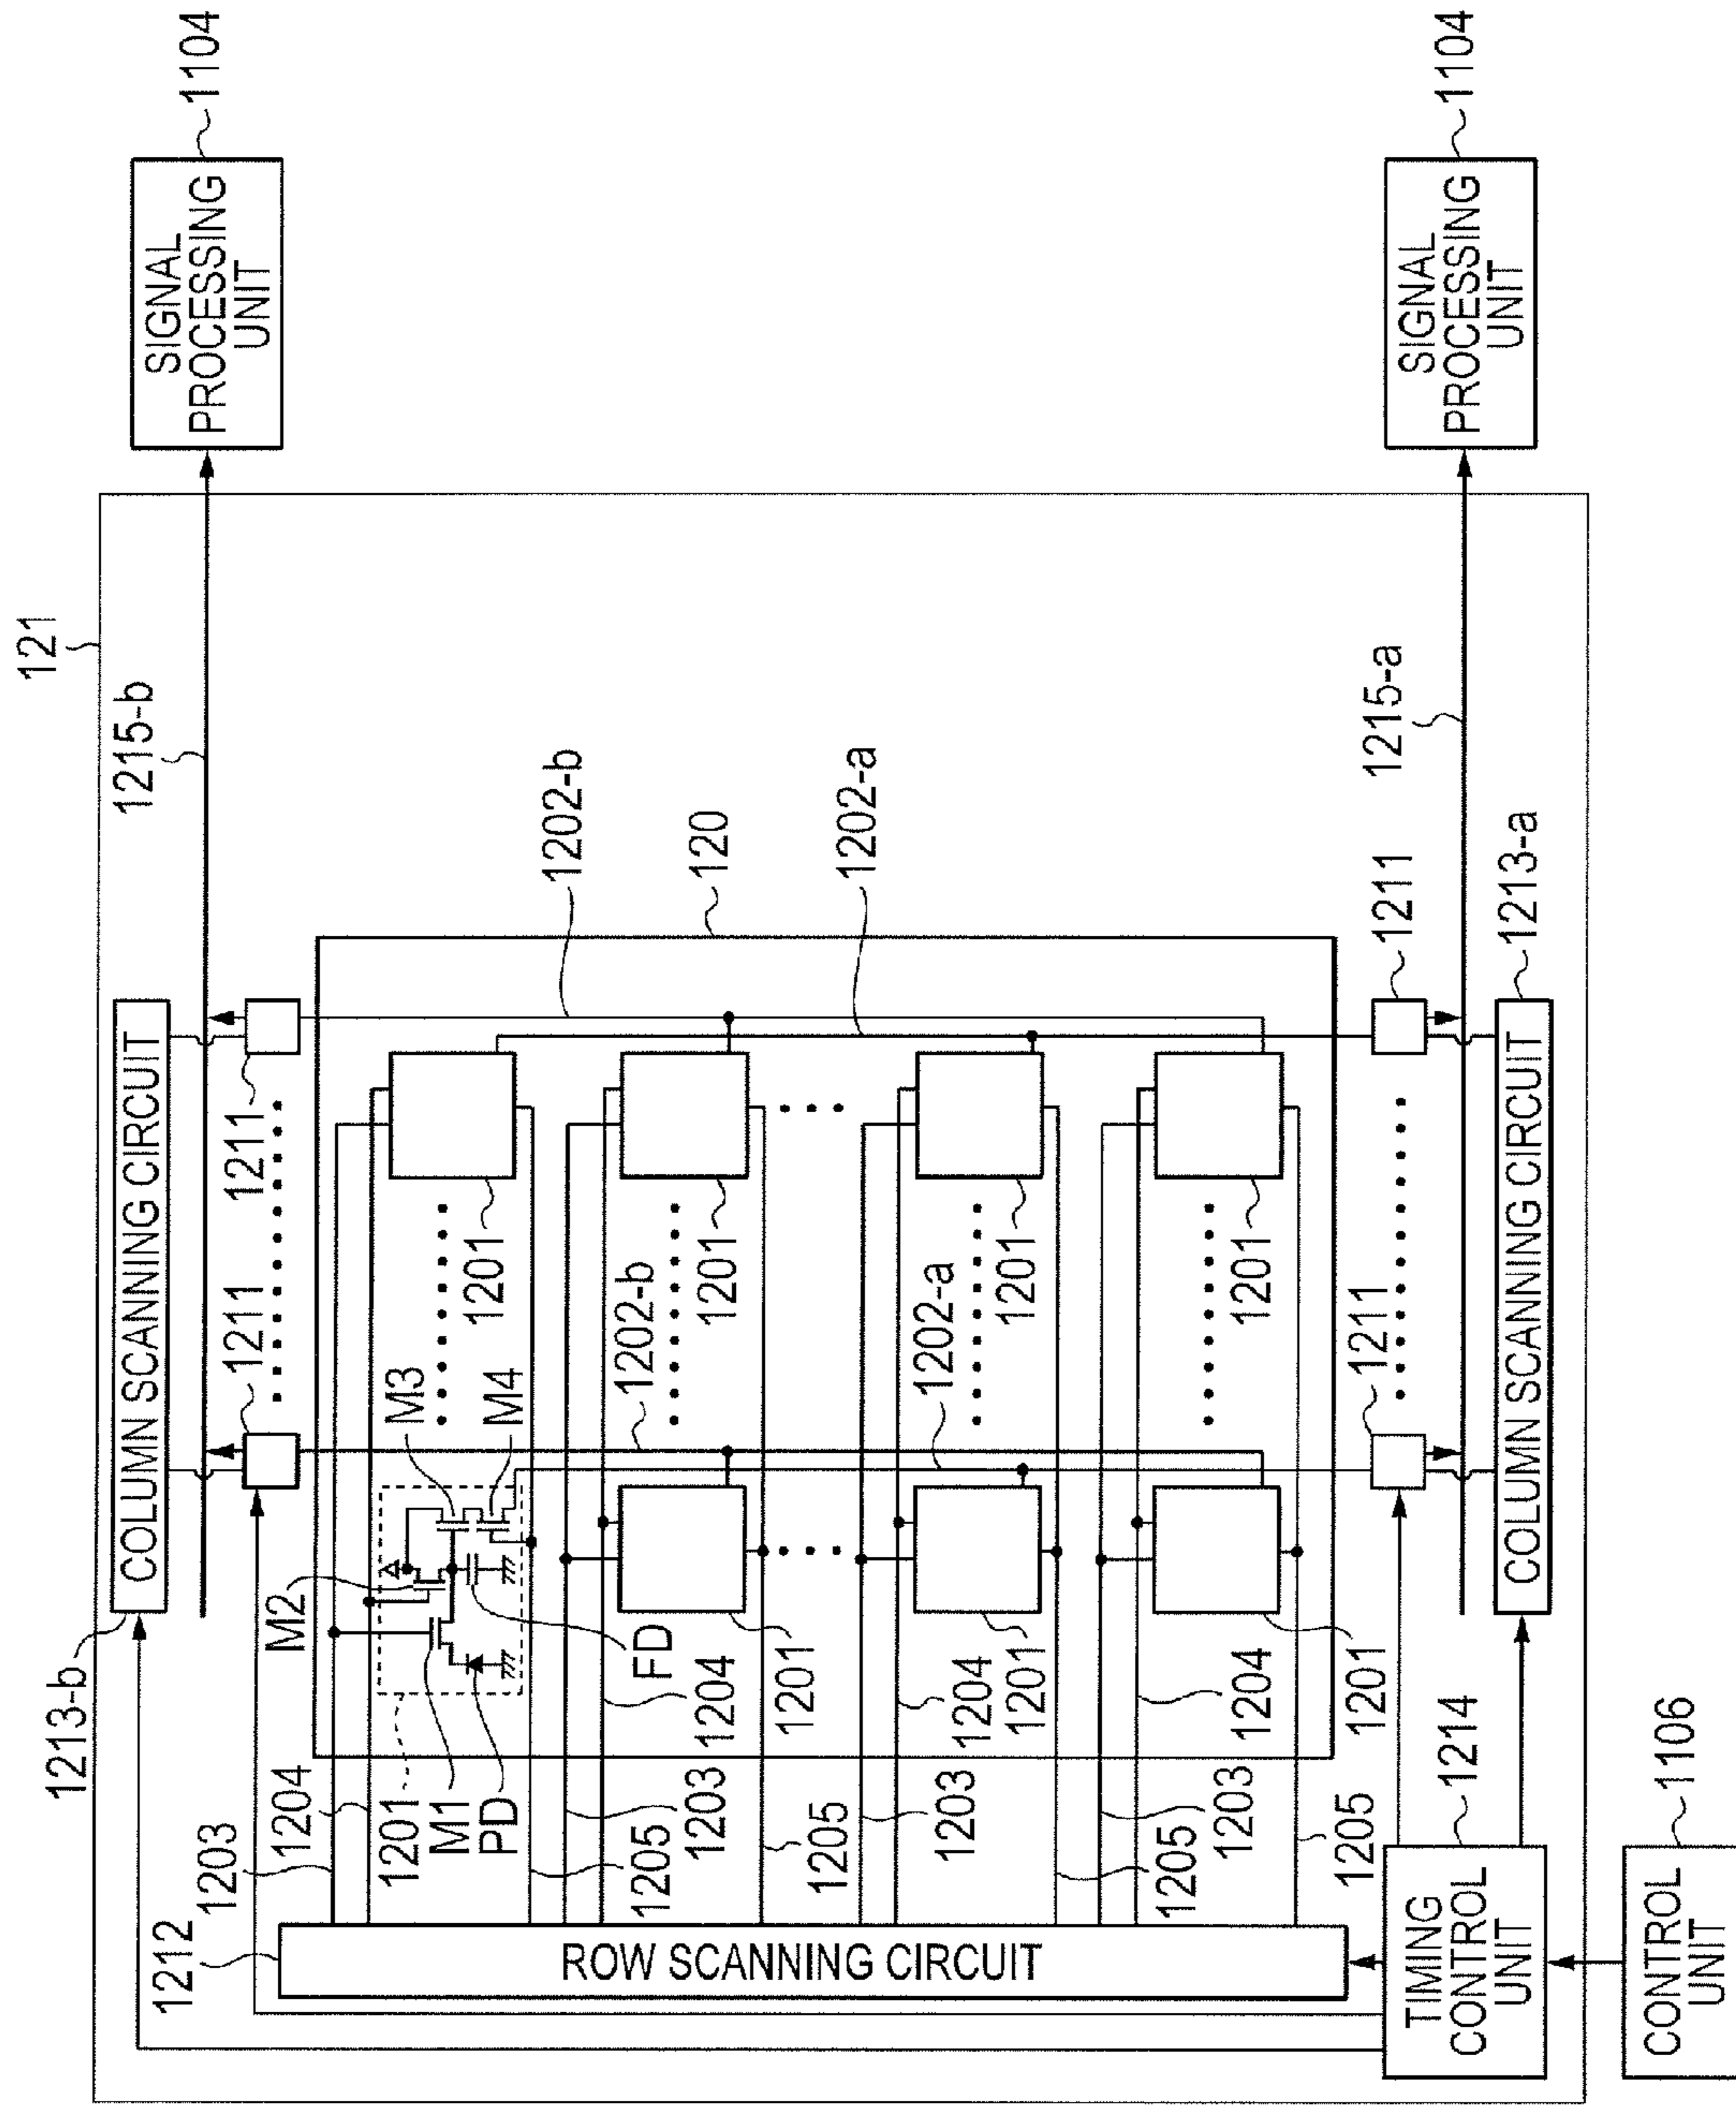 121
1213-b
COLUMN SCANNING CIRCUIT
1215-b
SIGNAL
PROCESSING
UNIT
1104
1211
1211
1212
1203
1204
1201
M1
PD
M2
FD
M3
M4
1201
1202-b
120
1202-a
1205
1203
1204
1201
1202-b
1201
1205
1203
1204
1201
1202-a
1201
1205
1203
1204
1201
1201
1205
ROW SCANNING CIRCUIT
1211
1211
1215-a
SIGNAL
PROCESSING
UNIT
1104
TIMING
CONTROL
UNIT
1214
COLUMN SCANNING CIRCUIT
1213-a
CONTROL
UNIT
1106